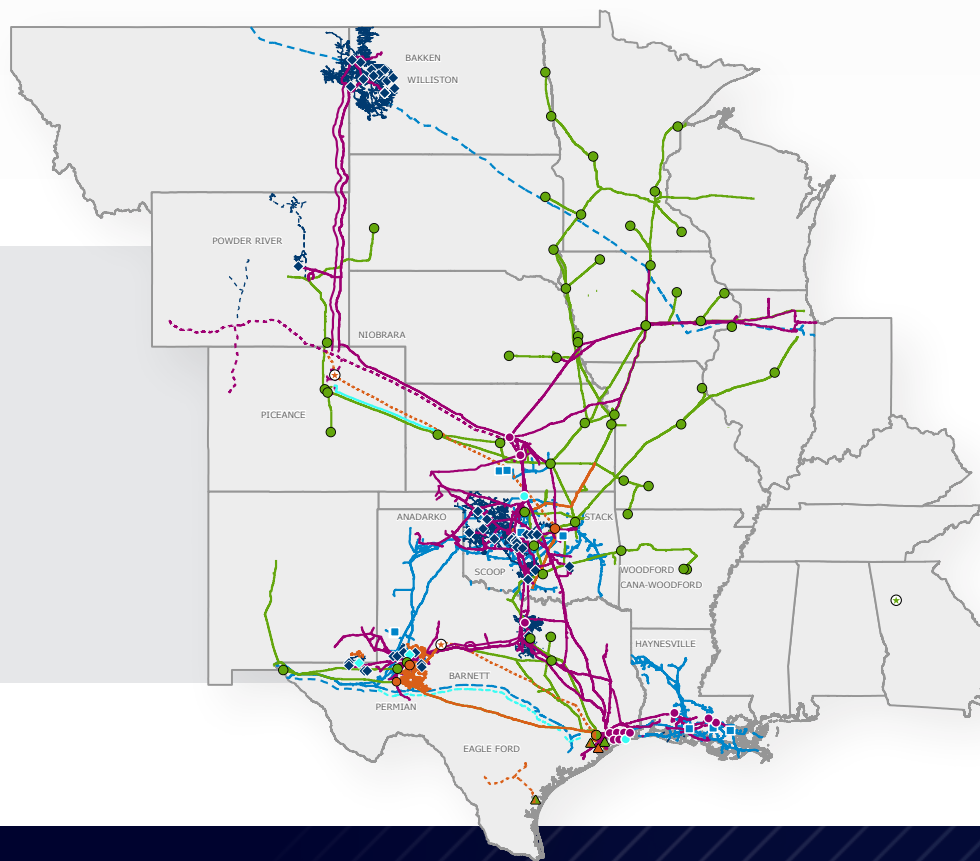 BAKKEN
WILLISTON
POWDER RIVER
NIOBRARA
PICEANCE
ANADARKO
STACK
SCOOP
WOODFORD
CANA-WOODFORD
HAYNESVILLE
BARNETT
PERMIAN
EAGLE FORD